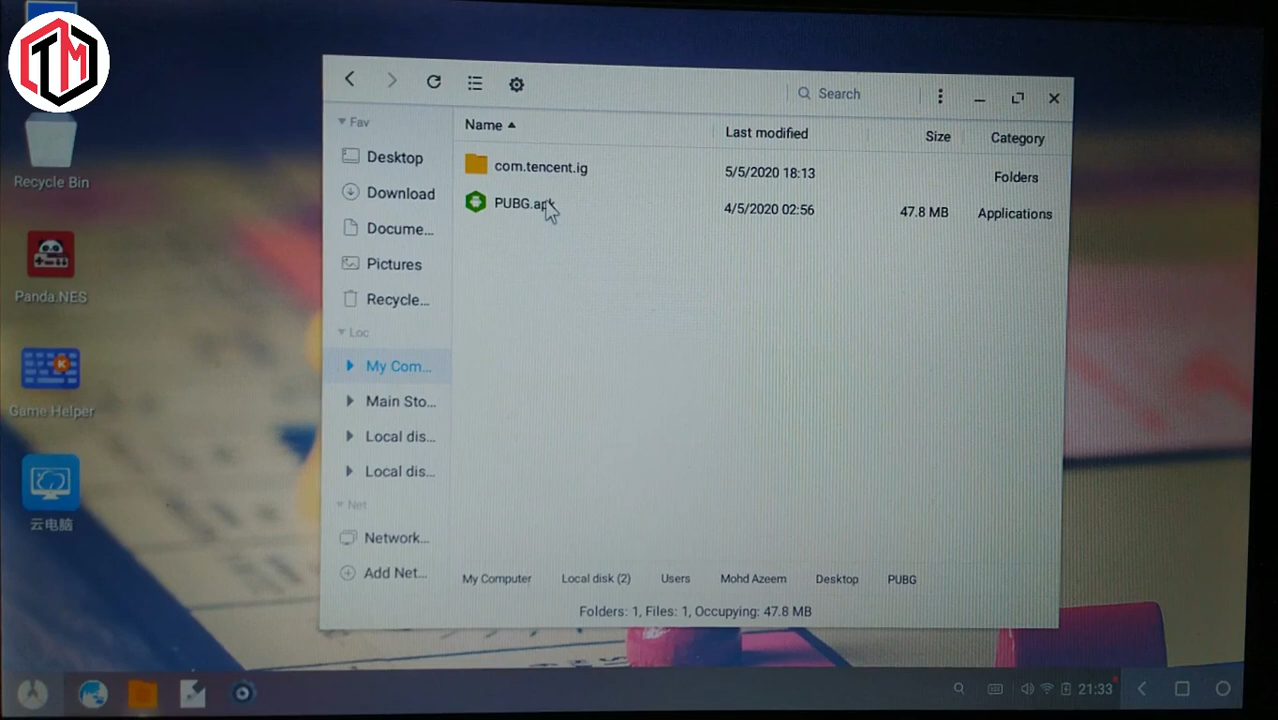 TM
Recycle Bin
Panda.NES
Game Helper
云电脑
Search
Fav
Desktop
Download
Docume...
Pictures
Recycle...
Loc
My Com...
Main Sto...
Local dis...
Local dis...
Net
Network...
Add Net...
Name Last modified Size Category
com.tencent.ig 5/5/2020 18:13 Folders
PUBG.apk 4/5/2020 02:56 47.8 MB Applications
My Computer Local disk (2) Users Mohd Azeem Desktop PUBG
Folders: 1, Files: 1, Occupying: 47.8 MB
21:33